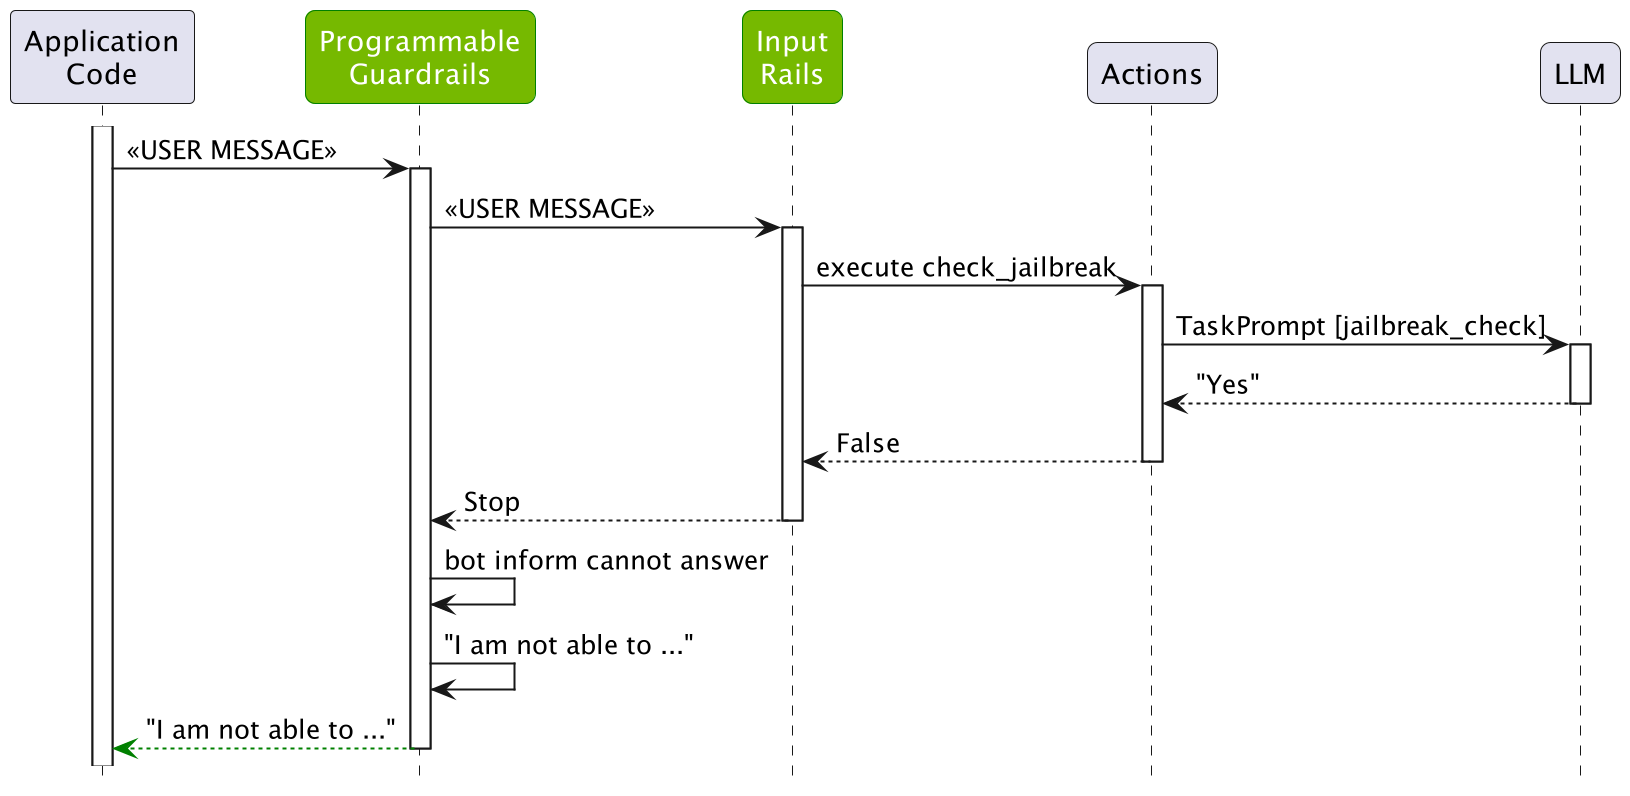 Application
Code
Programmable
Guardrails
Input
Rails
Actions
LLM
«USER MESSAGE»
«USER MESSAGE»
execute check_jailbreak
TaskPrompt [jailbreak_check]
"Yes"
False
Stop
bot inform cannot answer
"I am not able to ..."
"I am not able to ..."